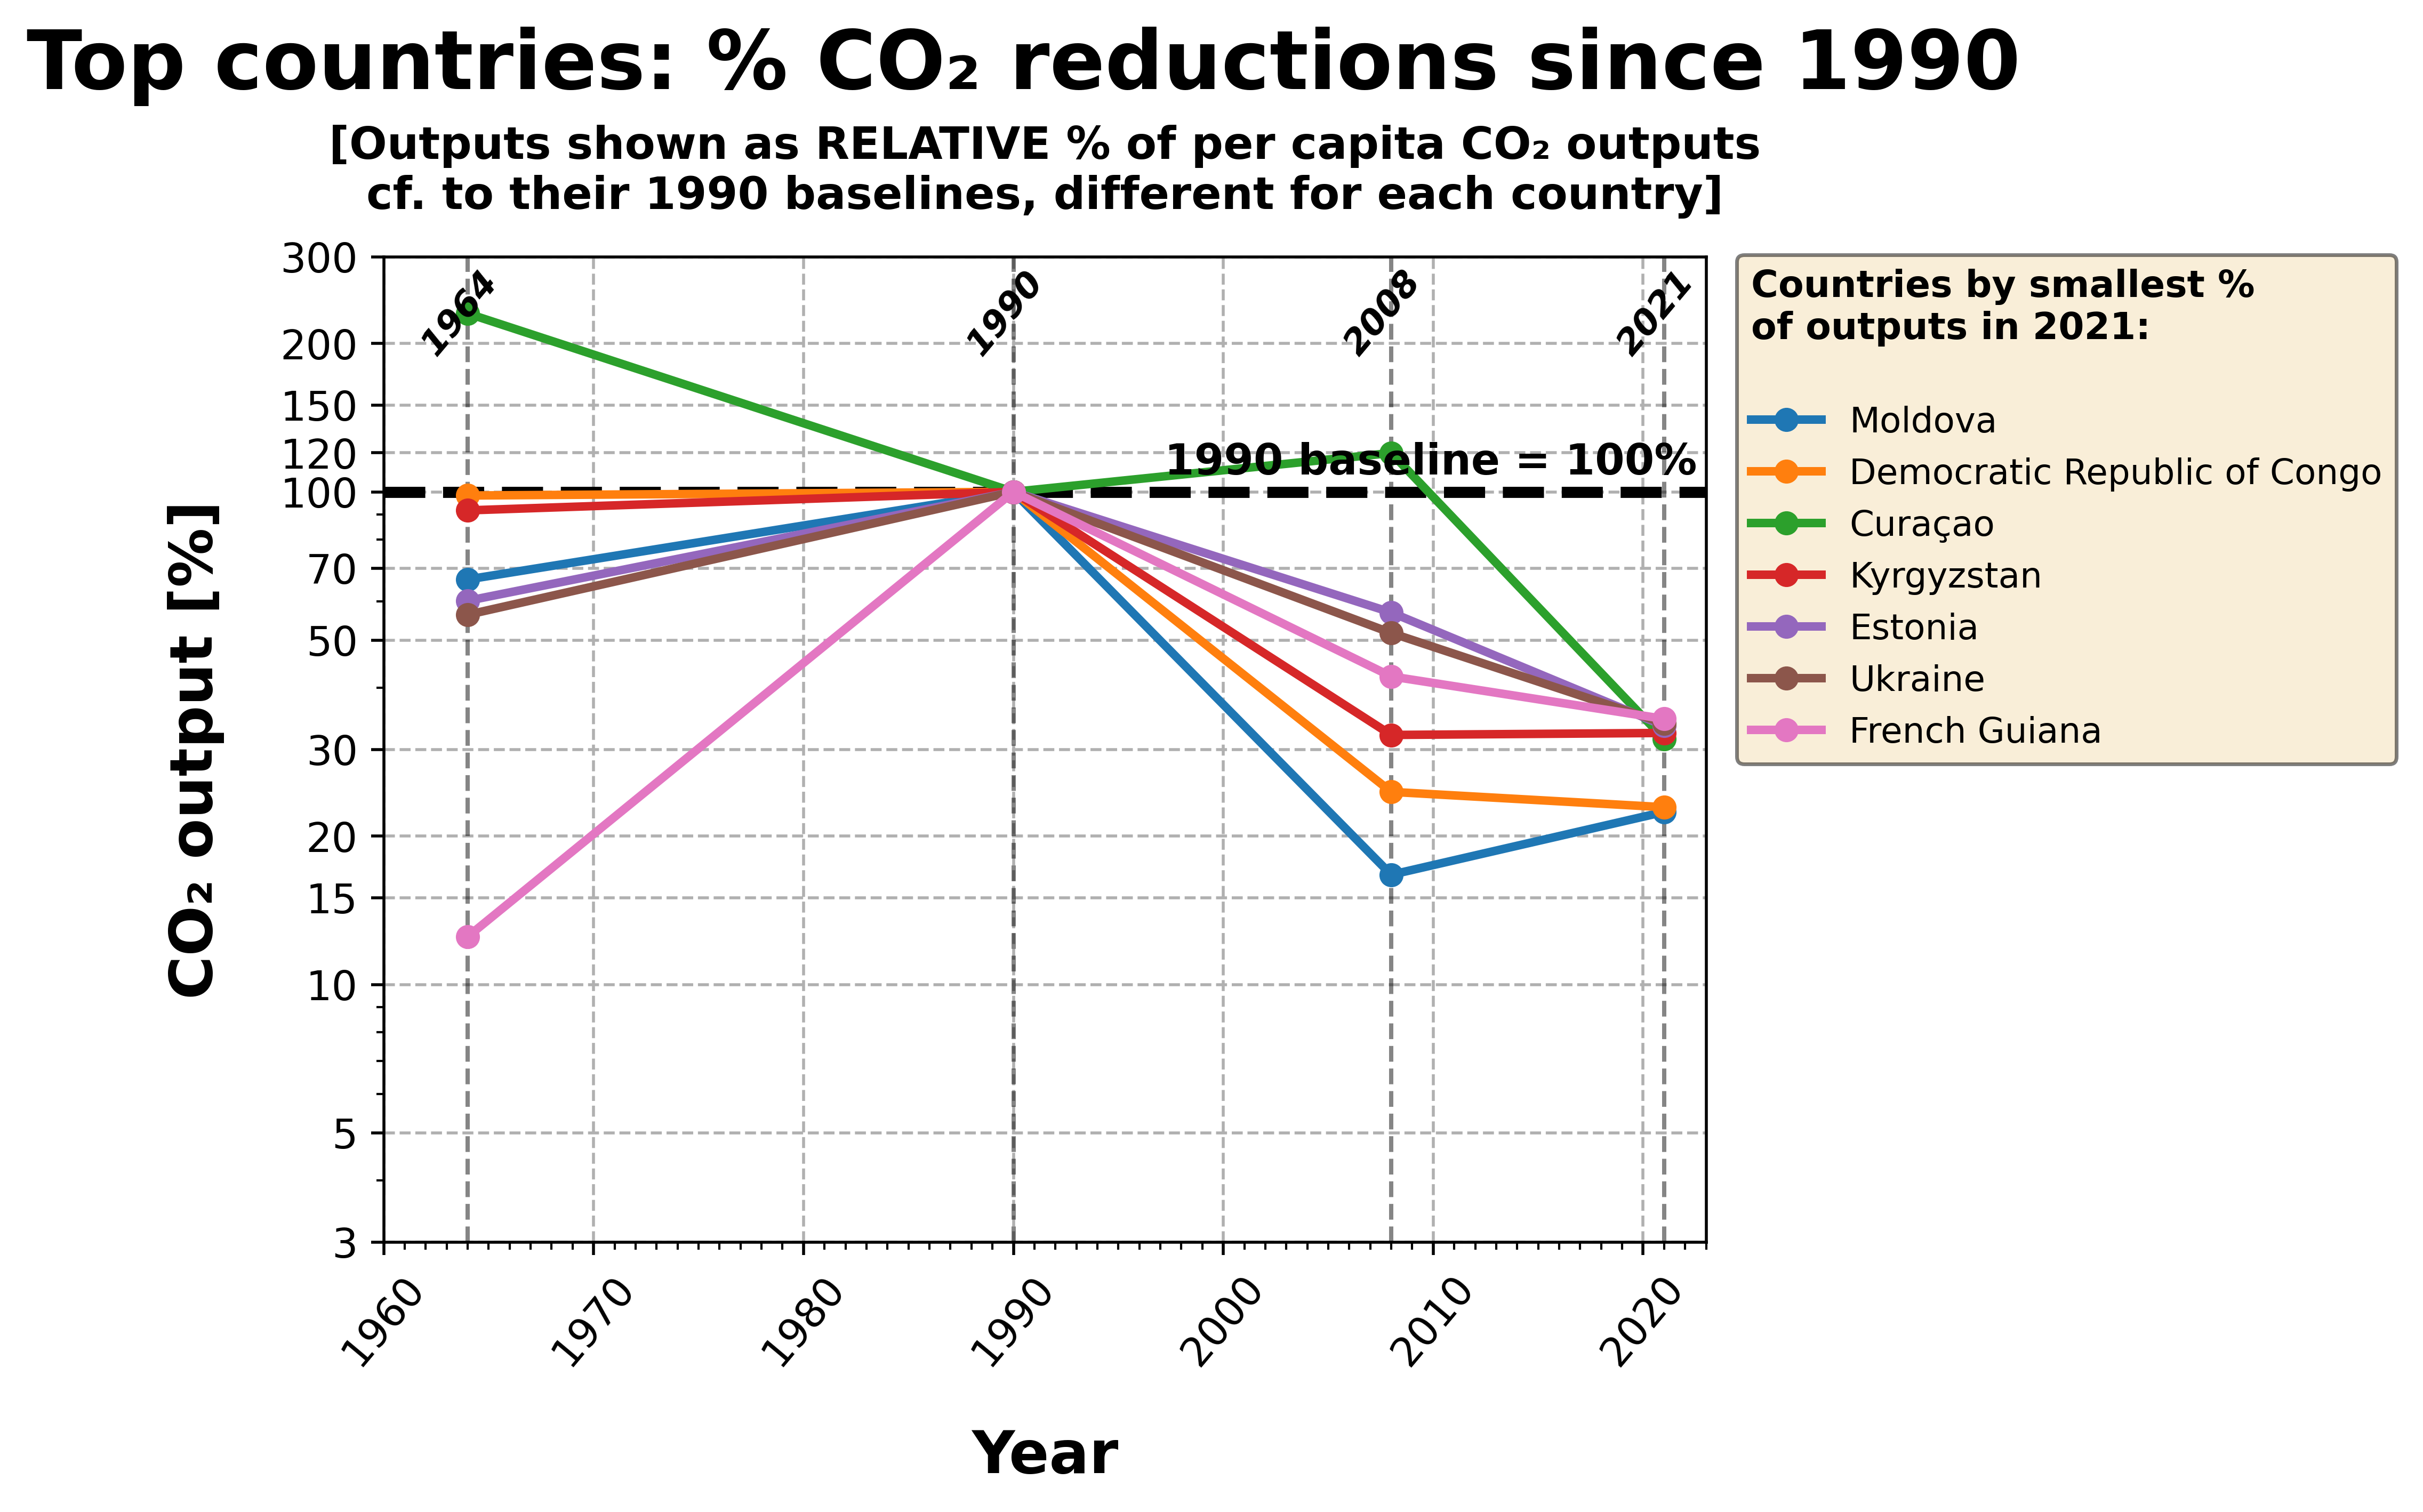 Top countries: % CO₂ reductions since 1990
[Outputs shown as RELATIVE % of per capita CO₂ outputs
cf. to their 1990 baselines, different for each country]
CO₂ output [%]
300
200
150
120
100
70
50
30
20
15
10
5
3
1964
1990
2008
2021
1990 baseline = 100%
1960
1970
1980
1990
2000
2010
2020
Year
Countries by smallest %
of outputs in 2021:
Moldova
Democratic Republic of Congo
Curaçao
Kyrgyzstan
Estonia
Ukraine
French Guiana